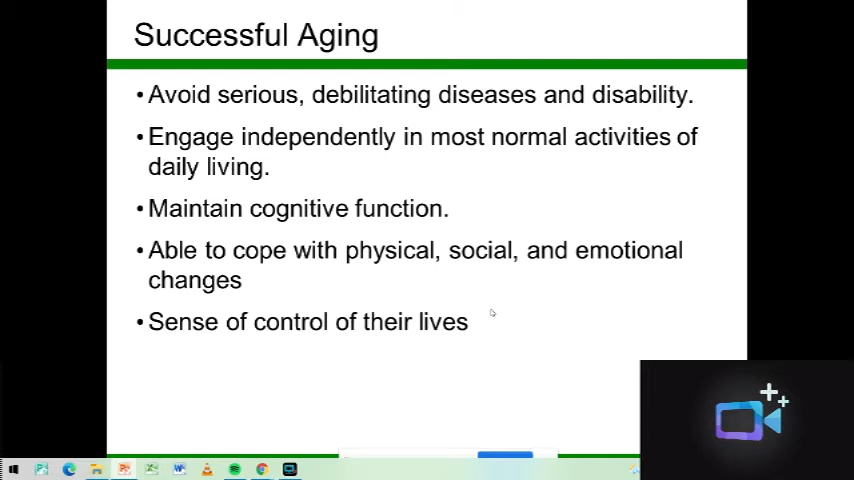 Successful Aging
•Avoid serious, debilitating diseases and disability.
•Engage independently in most normal activities of
daily living.
•Maintain cognitive function.
•Able to cope with physical, social, and emotional
changes
•Sense of control of their lives